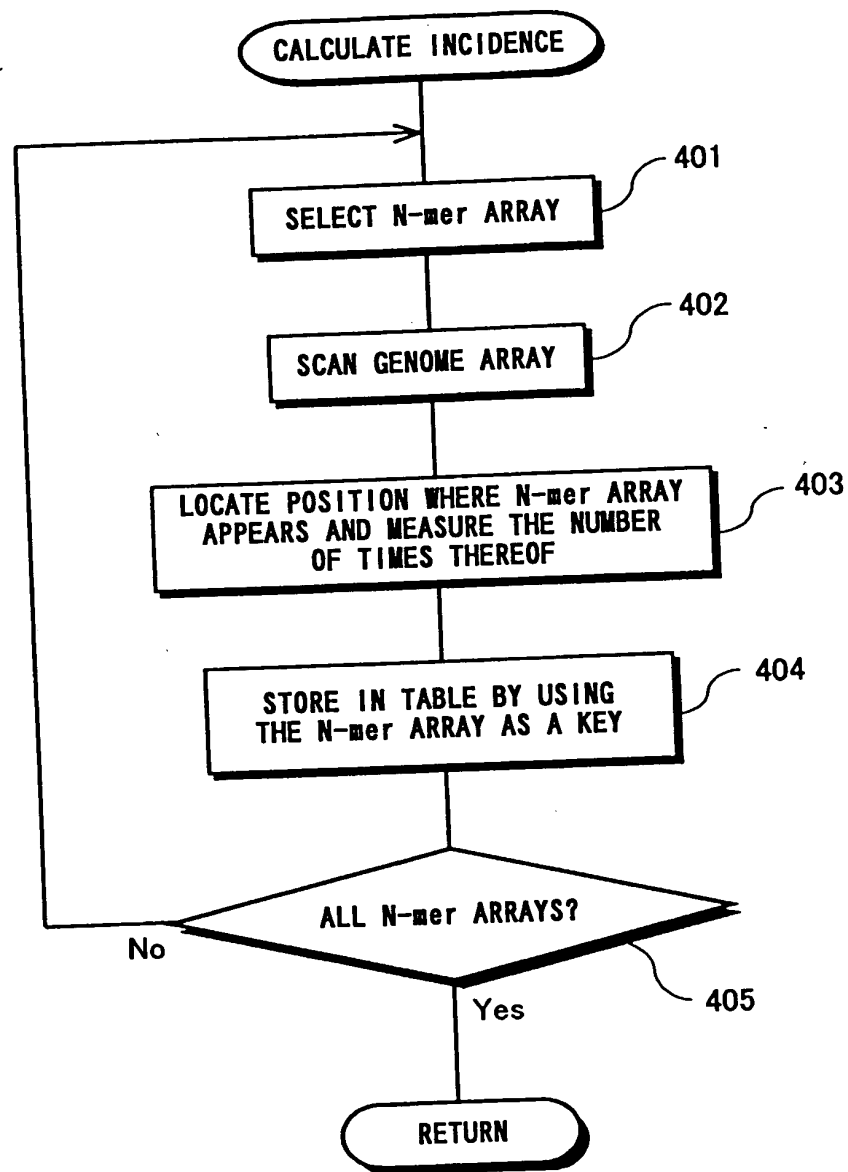 CALCULATE INCIDENCE
401
SELECT N-mer ARRAY
402
SCAN GENOME ARRAY
403
LOCATE POSITION WHERE N-mer ARRAY
APPEARS AND MEASURE THE NUMBER
OF TIMES THEREOF
404
STORE IN TABLE BY USING
THE N-mer ARRAY AS A KEY
ALL N-mer ARRAYS?
No
405
Yes
RETURN